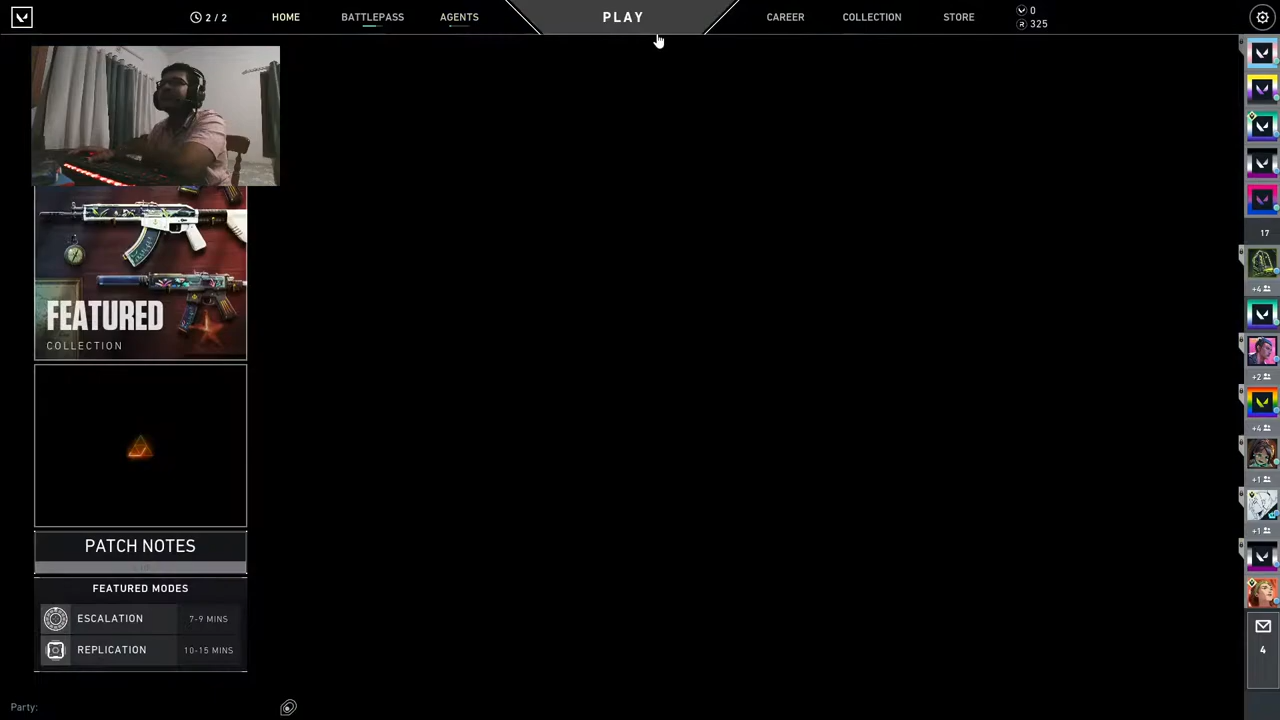 2 / 2
HOME
BATTLEPASS
AGENTS
PLAY
CAREER
COLLECTION
STORE
0
325
FEATURED
COLLECTION
PATCH NOTES
FEATURED MODES
ESCALATION 7-9 MINS
REPLICATION 10-15 MINS
Party:
17
+4
+2
+4
+1
+1
4